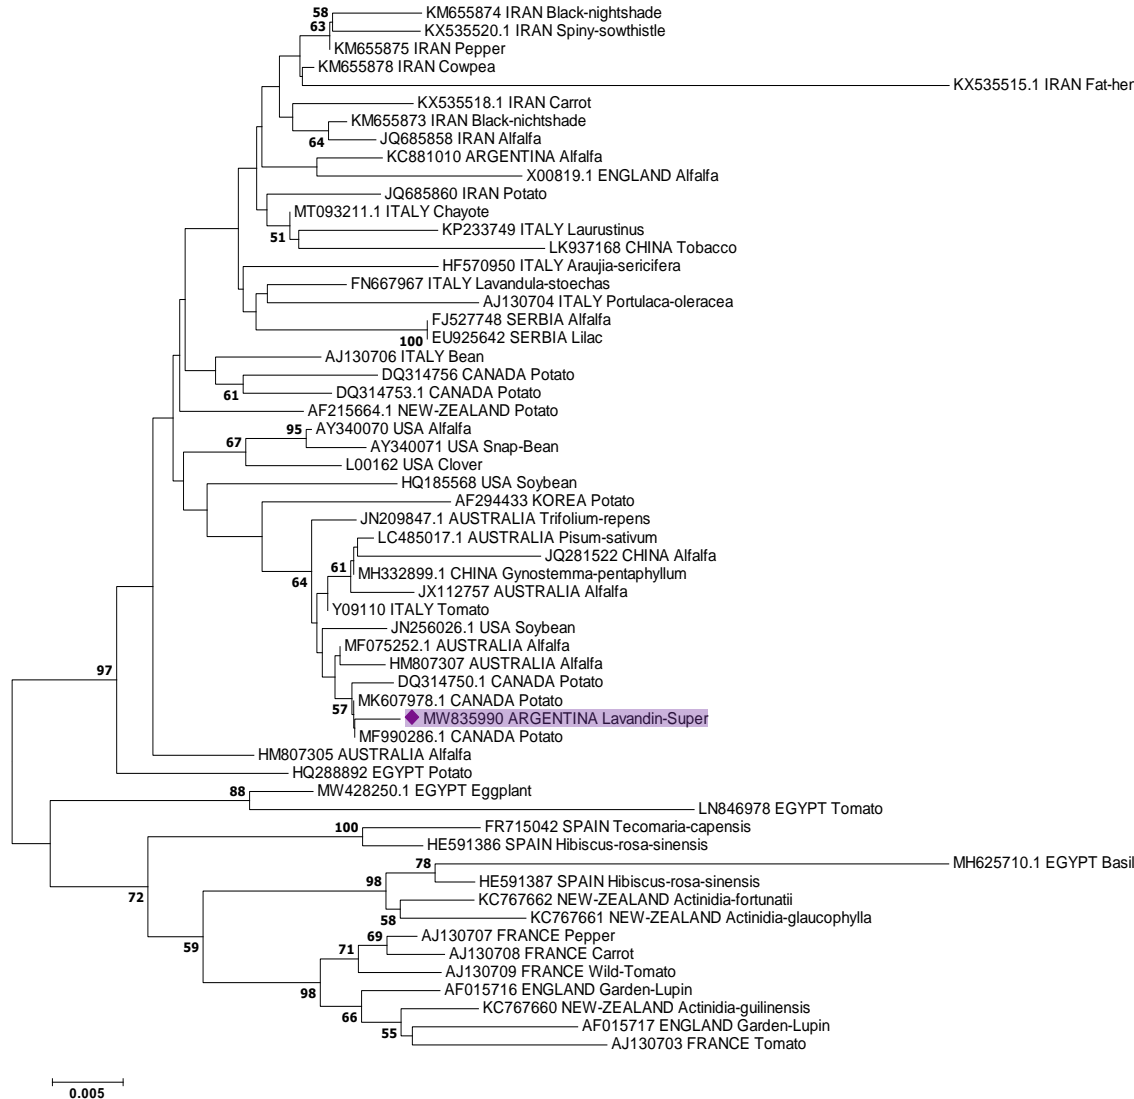 58
KM655874 IRAN Black-nightshade
63
KX535520.1 IRAN Spiny-sowthistle
KM655875 IRAN Pepper
KM655878 IRAN Cowpea
KX535515.1 IRAN Fat-her
KX535518.1 IRAN Carrot
KM655873 IRAN Black-nichtshade
64
JQ685858 IRAN Alfalfa
KC881010 ARGENTINA Alfalfa
X00819.1 ENGLAND Alfalfa
JQ685860 IRAN Potato
MT093211.1 ITALY Chayote
KP233749 ITALY Laurustinus
51
LK937168 CHINA Tobacco
HF570950 ITALY Araujia-sericifera
FN667967 ITALY Lavandula-stoechas
AJ130704 ITALY Portulaca-oleracea
FJ527748 SERBIA Alfalfa
EU925642 SERBIA Lilac
100
AJ130706 ITALY Bean
DQ314756 CANADA Potato
61
DQ314753.1 CANADA Potato
AF215664.1 NEW-ZEALAND Potato
95
AY340070 USA Alfalfa
67
AY340071 USA Snap-Bean
L00162 USA Clover
HQ185568 USA Soybean
AF294433 KOREA Potato
JN209847.1 AUSTRALIA Trifolium-repens
LC485017.1 AUSTRALIA Pisum-sativum
JQ281522 CHINA Alfalfa
61
MH332899.1 CHINA Gynostemma-pentaphyllum
64
JX112757 AUSTRALIA Alfalfa
Y09110 ITALY Tomato
JN256026.1 USA Soybean
MF075252.1 AUSTRALIA Alfalfa
HM807307 AUSTRALIA Alfalfa
97
DQ314750.1 CANADA Potato
MK607978.1 CANADA Potato
57
MW835990 ARGENTINA Lavandin-Super
MF990286.1 CANADA Potato
HM807305 AUSTRALIA Alfalfa
HQ288892 EGYPT Potato
88
MW428250.1 EGYPT Eggplant
LN846978 EGYPT Tomato
100
FR715042 SPAIN Tecomaria-capensis
HE591386 SPAIN Hibiscus-rosa-sinensis
78
MH625710.1 EGYPT Basil
98
HE591387 SPAIN Hibiscus-rosa-sinensis
72
KC767662 NEW-ZEALAND Actinidia-fortunatii
58
KC767661 NEW-ZEALAND Actinidia-glaucophylla
69
AJ130707 FRANCE Pepper
59
71
AJ130708 FRANCE Carrot
AJ130709 FRANCE Wild-Tomato
98
AF015716 ENGLAND Garden-Lupin
KC767660 NEW-ZEALAND Actinidia-guilinensis
66
AF015717 ENGLAND Garden-Lupin
55
AJ130703 FRANCE Tomato
0.005